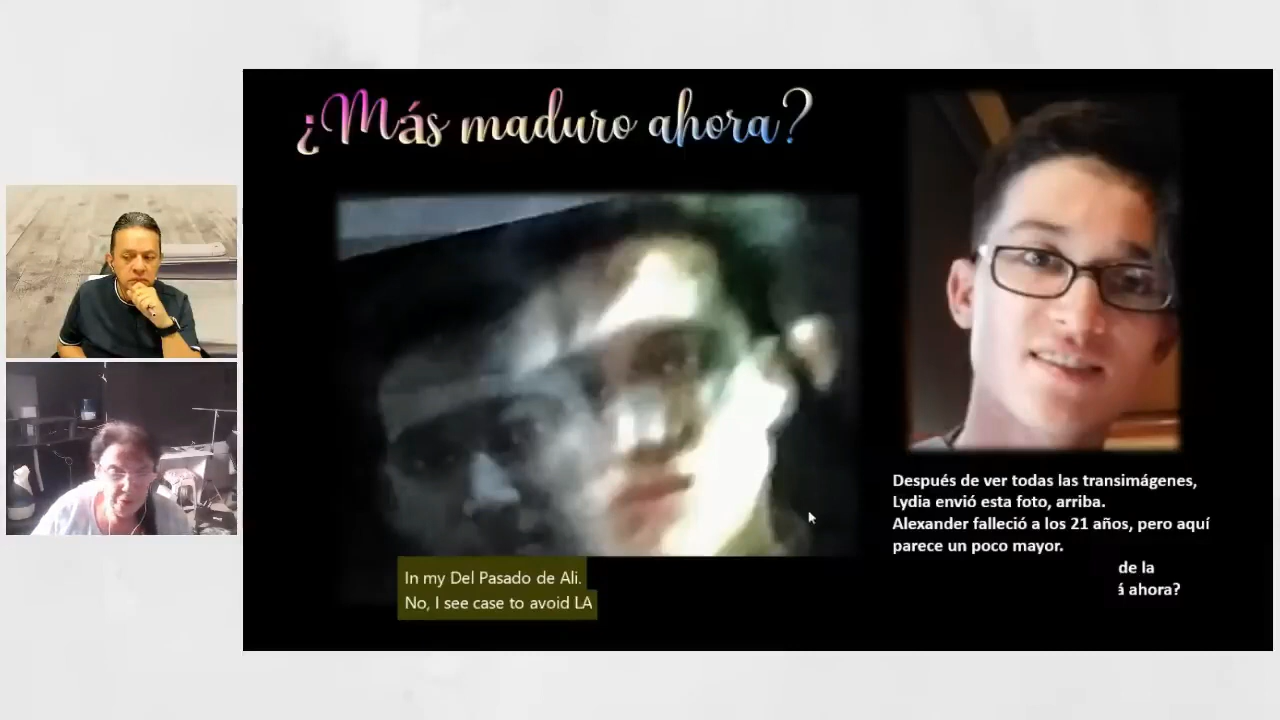 ¿Más maduro ahora?
Después de ver todas las transimágenes,
Lydia envió esta foto, arriba.
Alexander falleció a los 21 años, pero aquí
parece un poco mayor.
de la
á ahora?
In my Del Pasado de Ali.
No, I see case to avoid LA